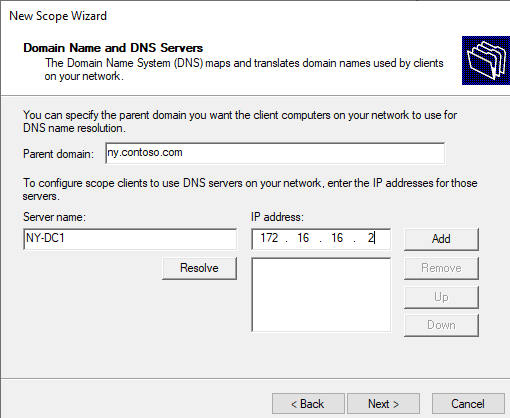 New Scope Wizard
Domain Name and DNS Servers
The Domain Name System (DNS) maps and translates domain names used by clients
on your network.
You can specify the parent domain you want the client computers on your network to use for
DNS name resolution.
Parent domain: ny.contoso.com
To configure scope clients to use DNS servers on your network, enter the IP addresses for those
servers.
Server name: IP address:
NY-DC1 172 . 16 . 16 . 2 Add
Resolve Remove
Up
Down
< Back Next > Cancel